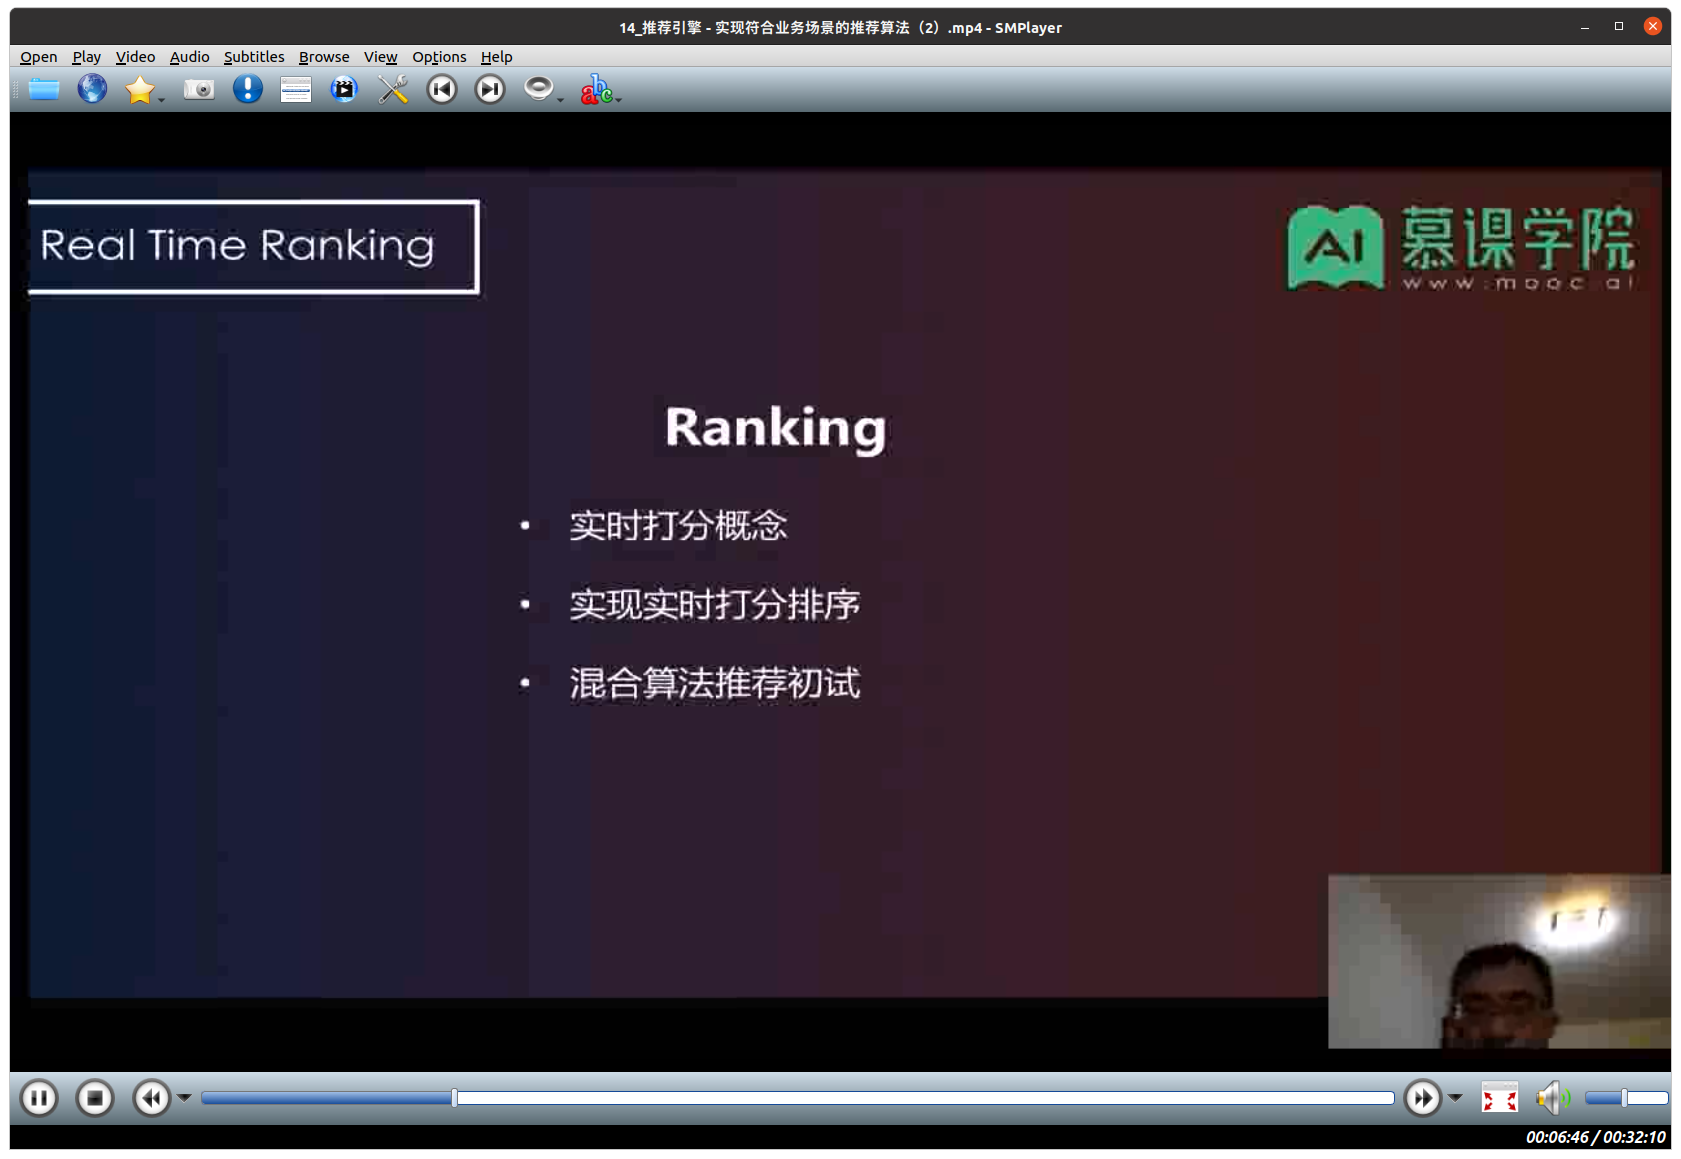 14_推荐引擎 - 实现符合业务场景的推荐算法（2）.mp4 - SMPlayer
Open Play Video Audio Subtitles Browse View Options Help
abc
Real Time Ranking
AI 慕课学院
www.mooc.ai
Ranking
• 实时打分概念
• 实现实时打分排序
• 混合算法推荐初试
00:06:46 / 00:32:10